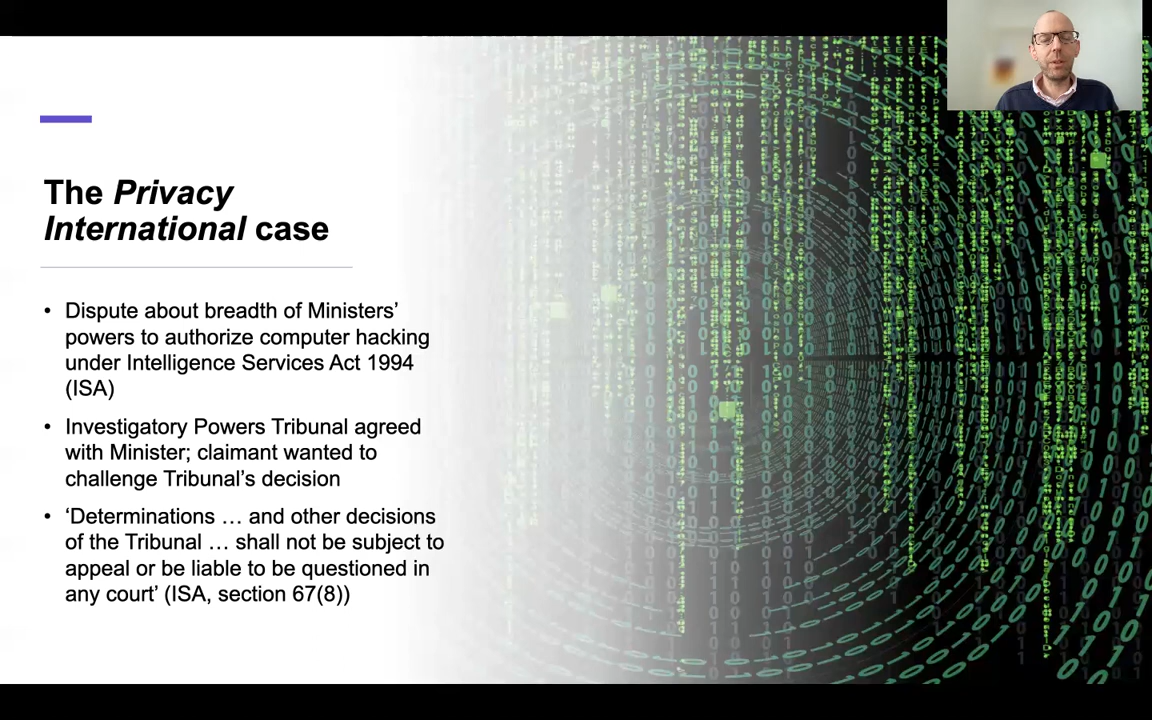 The Privacy
International case
• Dispute about breadth of Ministers’
powers to authorize computer hacking
under Intelligence Services Act 1994
(ISA)
• Investigatory Powers Tribunal agreed
with Minister; claimant wanted to
challenge Tribunal’s decision
• ‘Determinations … and other decisions
of the Tribunal … shall not be subject to
appeal or be liable to be questioned in
any court’ (ISA, section 67(8))